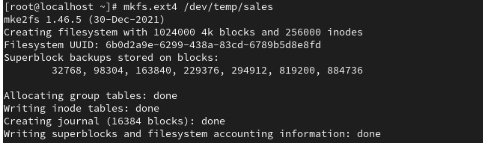 [root@localhost ~]# mkfs.ext4 /dev/temp/sales
mke2fs 1.46.5 (30-Dec-2021)
Creating filesystem with 1024000 4k blocks and 256000 inodes
Filesystem UUID: 6b0d2a9e-6299-438a-83cd-6789b5d8e8fd
Superblock backups stored on blocks:
32768, 98304, 163840, 229376, 294912, 819200, 884736
Allocating group tables: done
Writing inode tables: done
Creating journal (16384 blocks): done
Writing superblocks and filesystem accounting information: done